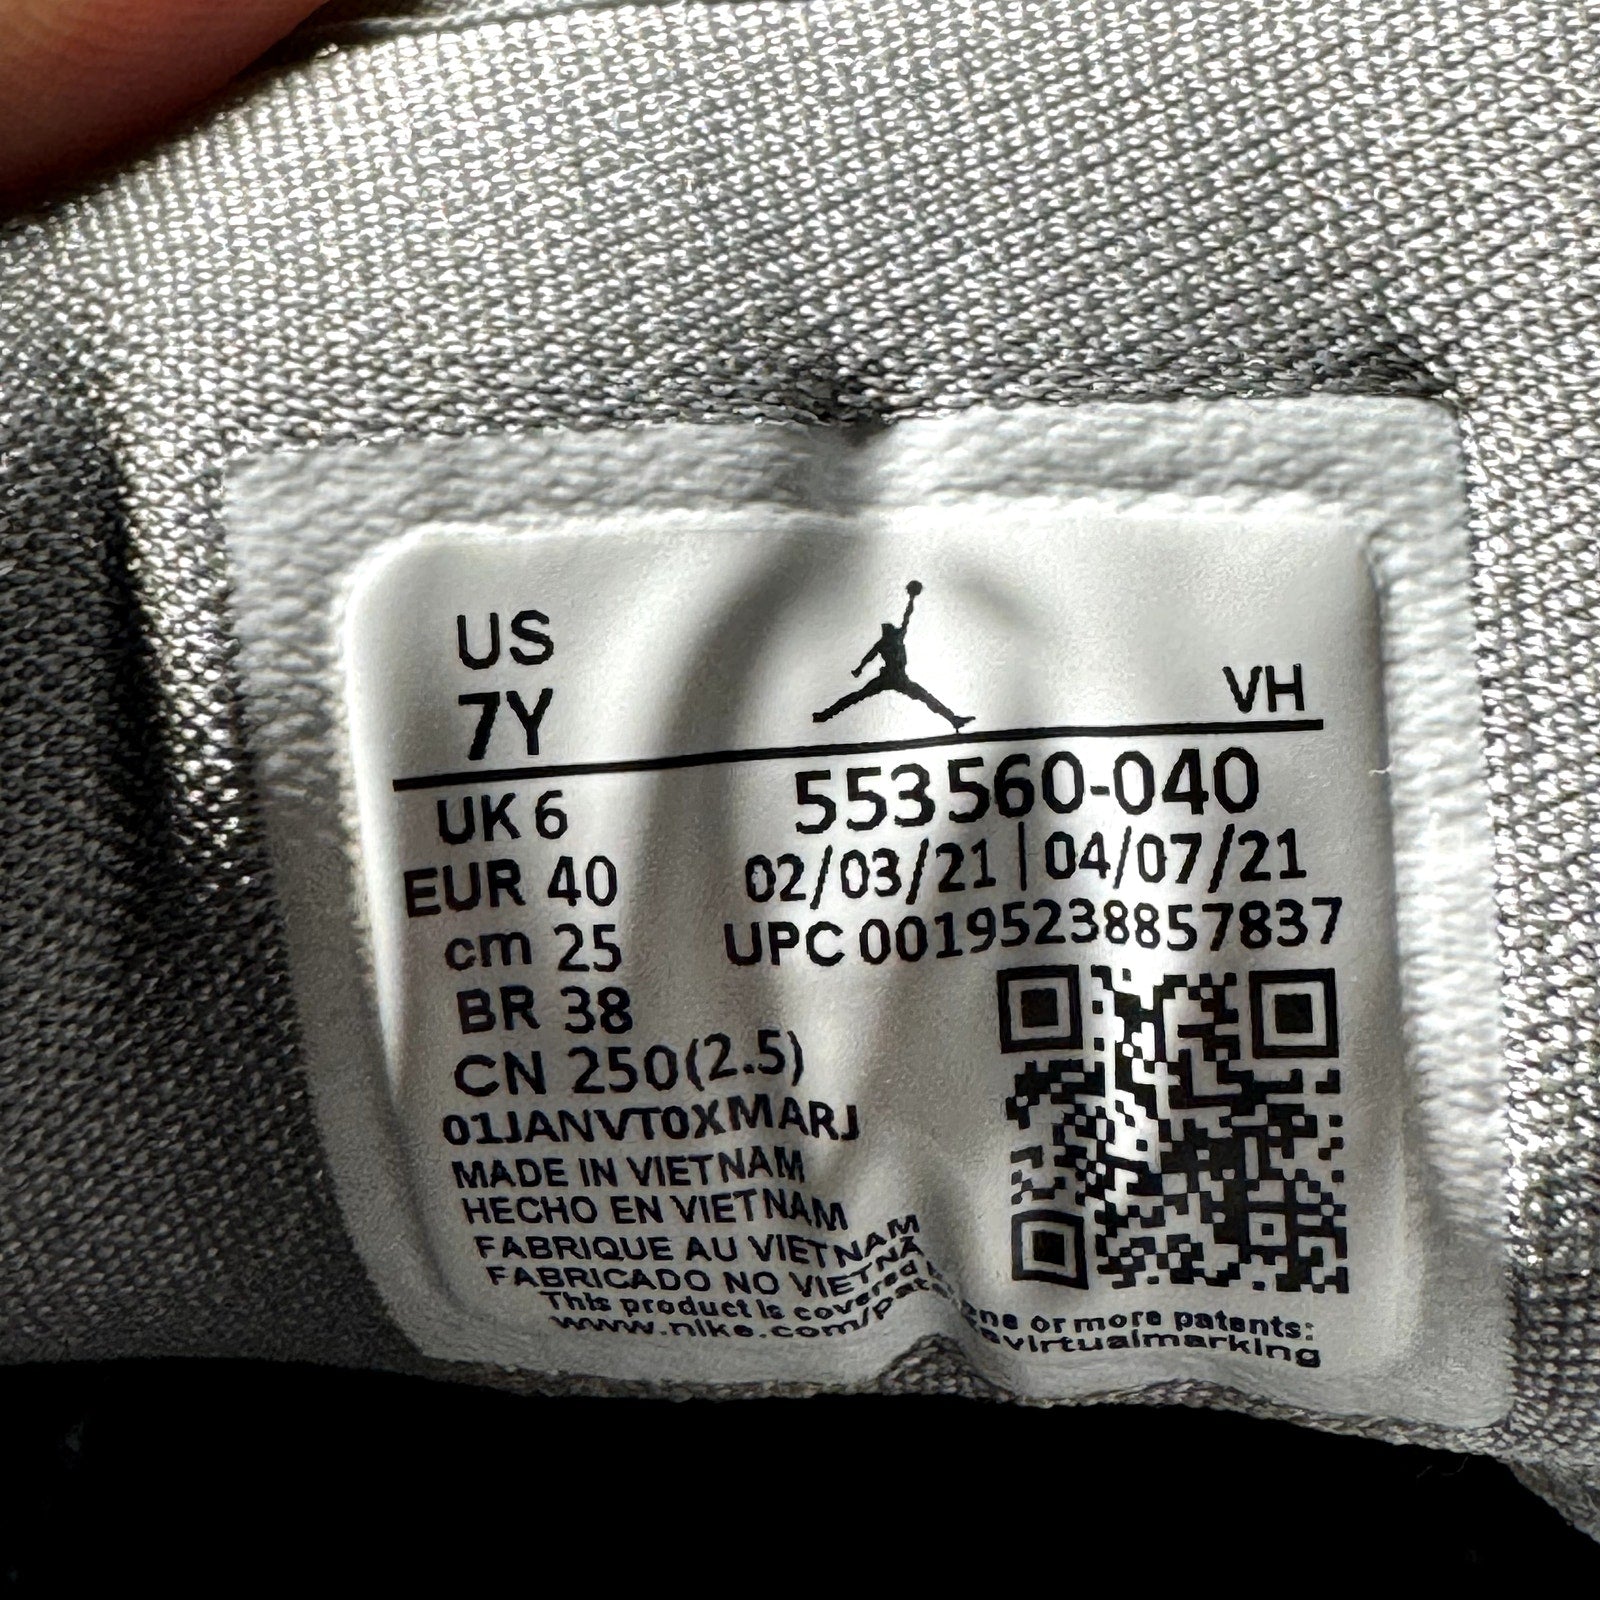 US
7Y
VH
UK 6
EUR 40
cm 25
BR 38
CN 250(2.5)
553560-040
02/03/21 | 04/07/21
UPC 00195238857837
01JANVT0XMARJ
MADE IN VIETNAM
HECHO EN VIETNAM
FABRIQUE AU VIETNAM
FABRICADO NO VIETNA
This product is covered one or more patents:
www.nike.com/patevirtualmarking